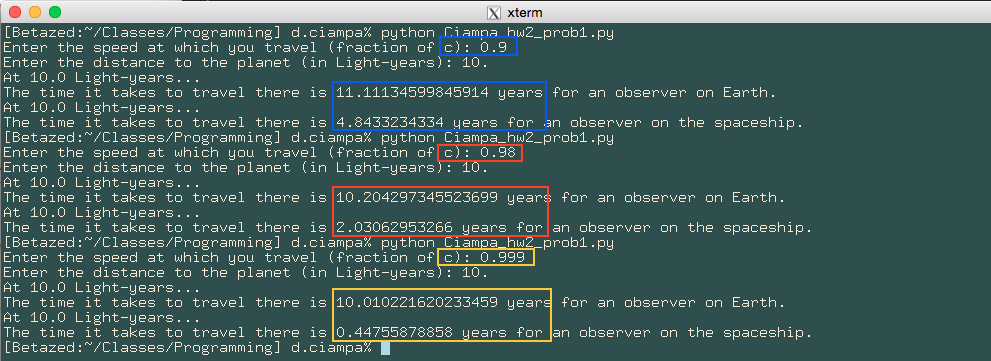 X xterm
[Betazed:~/Classes/Programming] d.ciampa% python Ciampa_hw2_prob1.py
Enter the speed at which you travel (fraction of c): 0.9
Enter the distance to the planet (in Light-years): 10.
At 10.0 Light-years...
The time it takes to travel there is 11.11134599845914 years for an observer on Earth.
At 10.0 Light-years...
The time it takes to travel there is 4.8433234334 years for an observer on the spaceship.
[Betazed:~/Classes/Programming] d.ciampa% python Ciampa_hw2_prob1.py
Enter the speed at which you travel (fraction of c): 0.98
Enter the distance to the planet (in Light-years): 10.
At 10.0 Light-years...
The time it takes to travel there is 10.204297345523699 years for an observer on Earth.
At 10.0 Light-years...
The time it takes to travel there is 2.03062953266 years for an observer on the spaceship.
[Betazed:~/Classes/Programming] d.ciampa% python Ciampa_hw2_prob1.py
Enter the speed at which you travel (fraction of c): 0.999
Enter the distance to the planet (in Light-years): 10.
At 10.0 Light-years...
The time it takes to travel there is 10.010221620233459 years for an observer on Earth.
At 10.0 Light-years...
The time it takes to travel there is 0.44755878858 years for an observer on the spaceship.
[Betazed:~/Classes/Programming] d.ciampa%